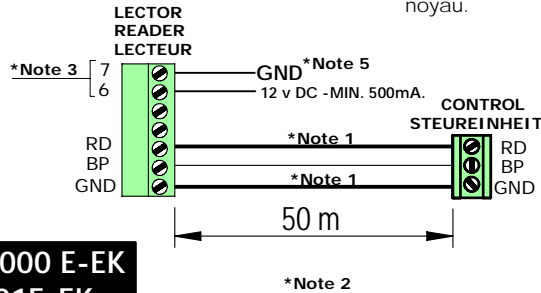 noyau.
LECTOR
READER
LECTEUR
*Note 3
7
6
GND
*Note 5
12 v DC -MIN. 500mA.
CONTROL
STEUREINHEIT
*Note 1
RD
BP
GND
*Note 1
RD
BP
GND
50 m
000 E-EK
*Note 2